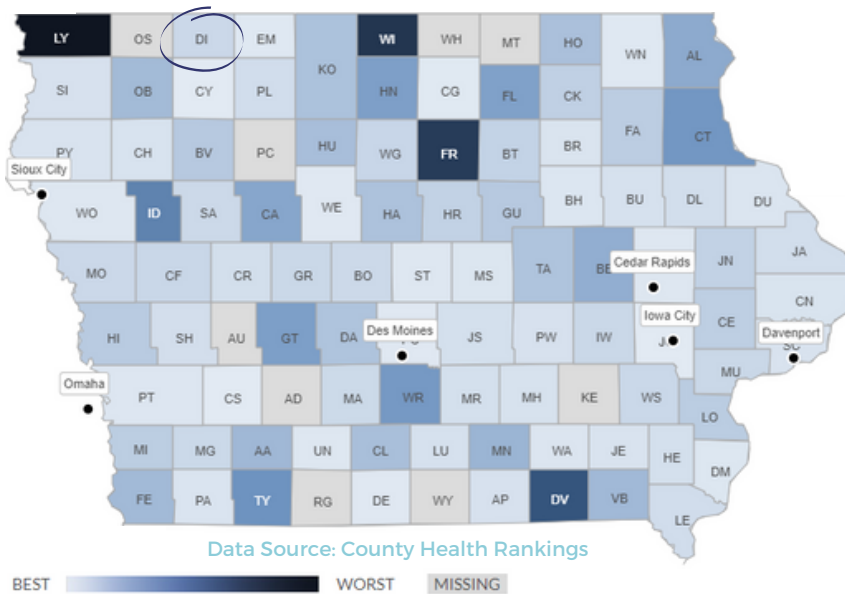 LY OS DI EM WI WH MT HO WN AL
KO
SI OB CY PL HN CG FL CK
FA CT
PY CH BV PC HU WG FR BT BR
Sioux City
WO ID SA CA WE HA HR GU BH BU DL DU
MO CF CR GR BO ST MS TA BE Cedar Rapids JN JA
CN
HI SH AU GT DA Des Moines JS PW IW Iowa City CE Davenport
MU
Omaha
PT CS AD MA WR MR MH KE WS
LO
MI MG AA UN CL LU MN WA JE HE DM
FE PA TY RG DE WY AP DV VB
LE
Data Source: County Health Rankings
BEST WORST MISSING